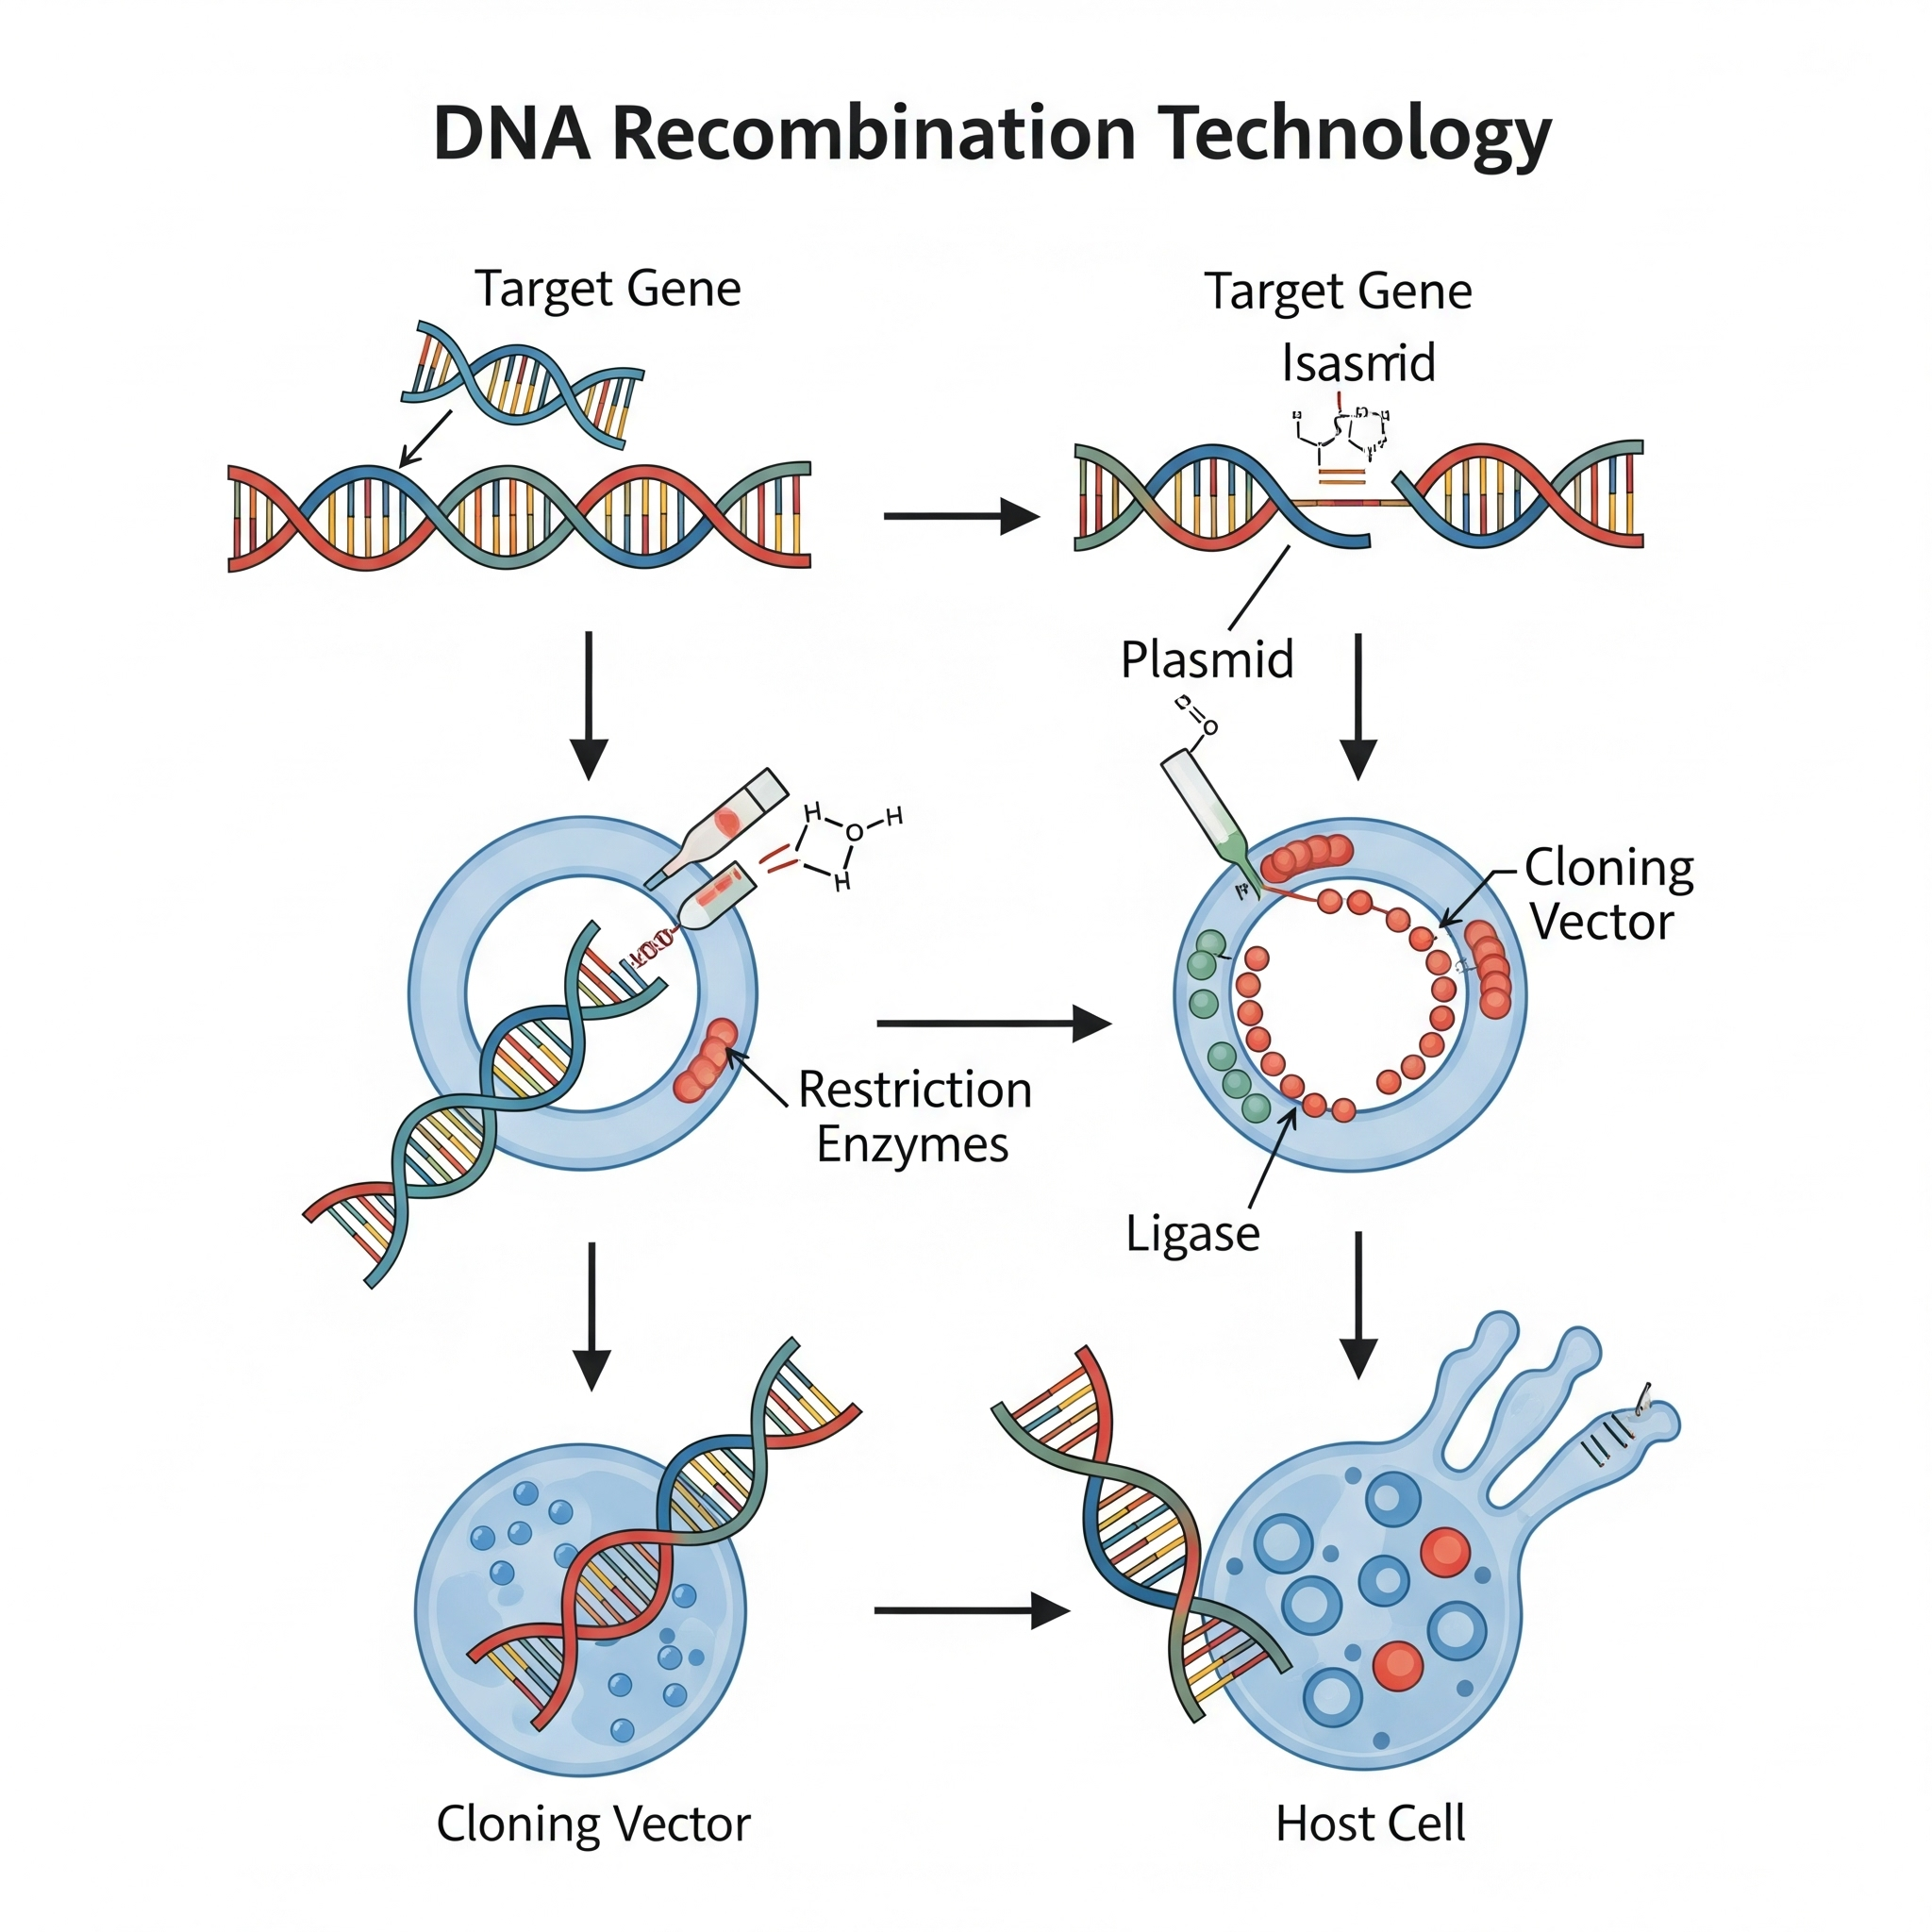 DNA Recombination Technology
Target Gene
Target Gene
Isasmid
Plasmid
H
O
H
H
O
Cloning
Vector
Restriction
Enzymes
Ligase
Cloning Vector
Host Cell